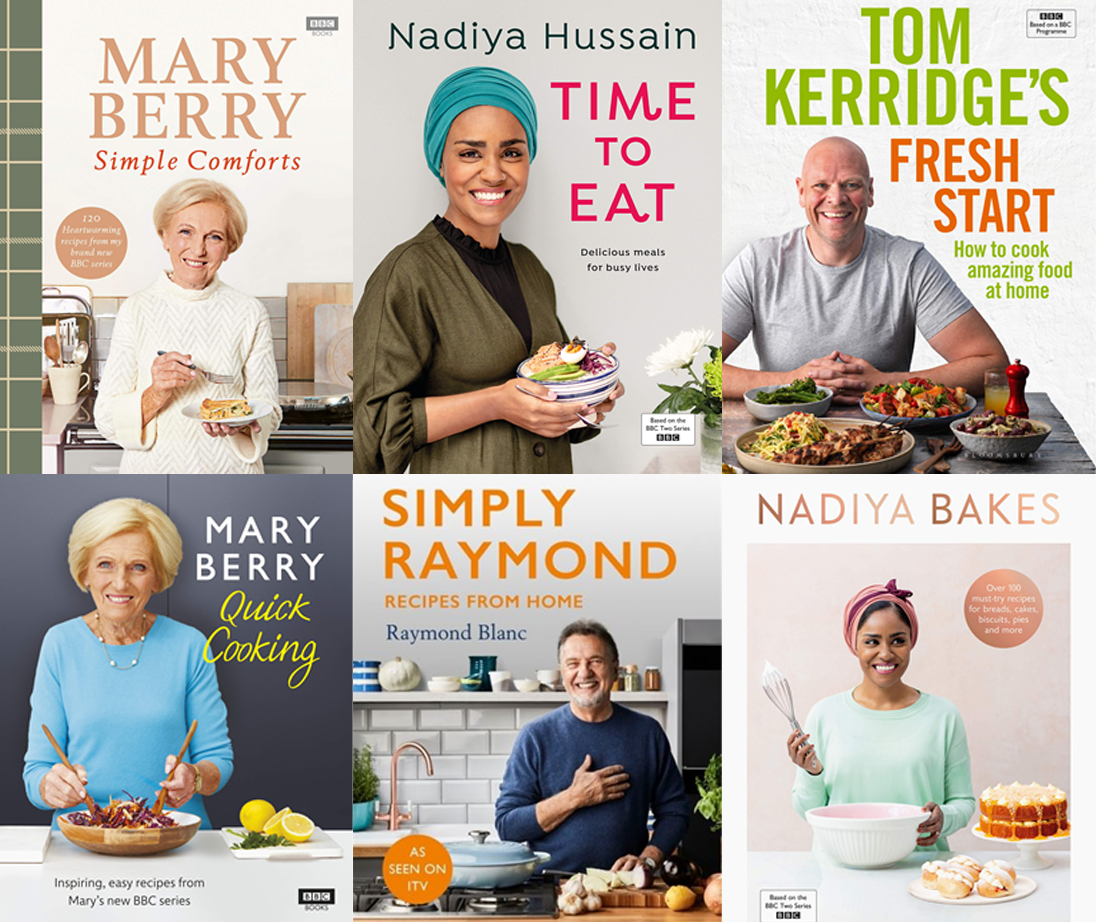 MARY
BERRY
Simple Comforts
BBC
BOOKS
120
Heartwarming
recipes from my
brand new
BBC series
Nadiya Hussain
TIME
TO
EAT
Delicious meals
for busy lives
Based on the
BBC Two Series
BBC
TOM
KERRIDGE'S
FRESH
START
How to cook
amazing food
at home
BBC
Based on a BBC
Programme
BLOOMSBURY
MARY
BERRY
Quick
Cooking
Inspiring, easy recipes from
Mary's new BBC series
BBC
BOOKS
SIMPLY
RAYMOND
RECIPES FROM HOME
Raymond Blanc
AS
SEEN ON
ITV
NADIYA BAKES
Over 100
must-try recipes
for breads, cakes,
biscuits, pies
and more
Based on the
BBC Two Series
BBC